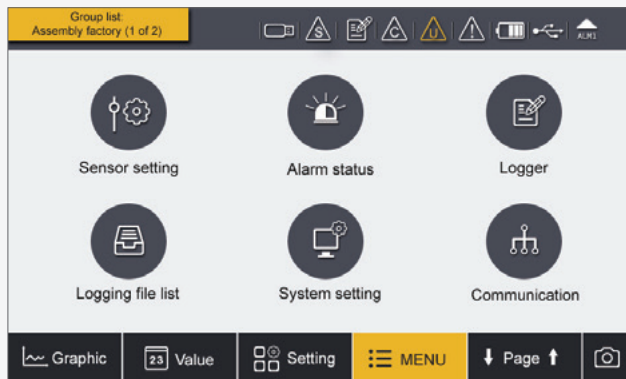 Group list:
Assembly factory (1 of 2)
S
C
U
!
ALM1
Sensor setting
Alarm status
Logger
Logging file list
System setting
Communication
Graphic
23 Value
Setting
MENU
Page